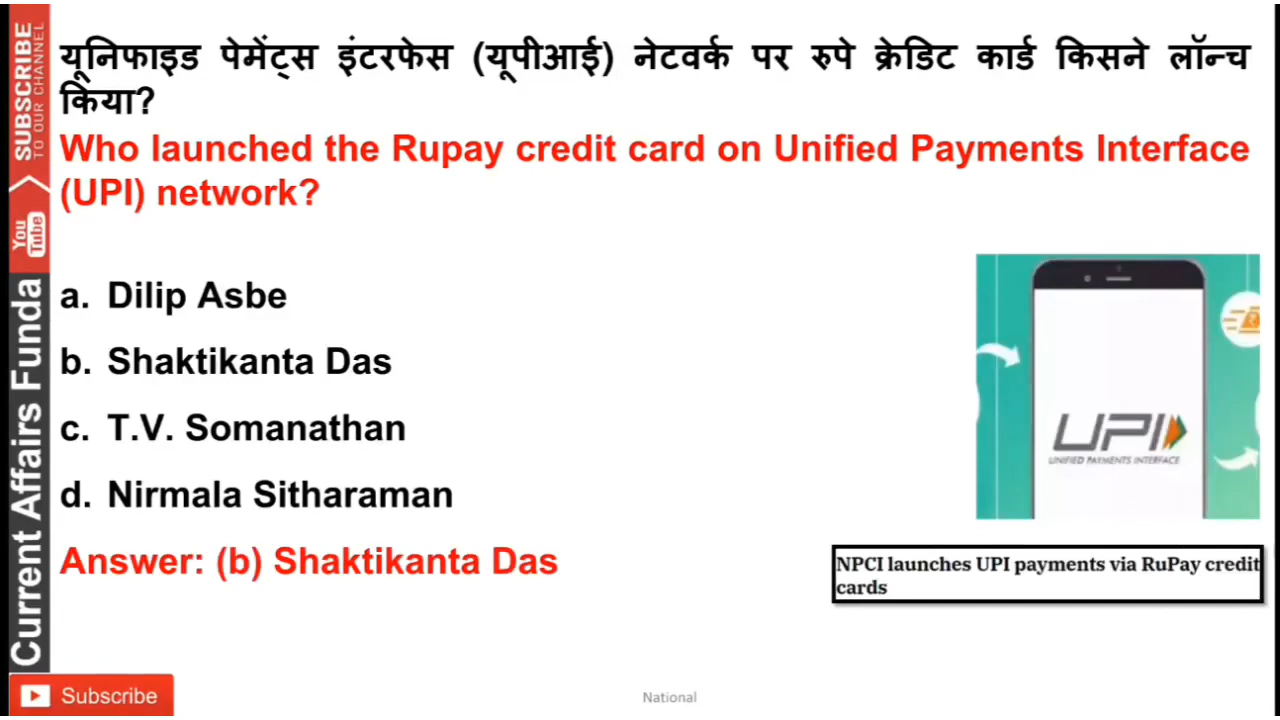 यूनिफाइड पेमेंट्स इंटरफेस (यूपीआई) नेटवर्क पर रुपे क्रेडिट कार्ड किसने लॉन्च
किया?
Who launched the Rupay credit card on Unified Payments Interface
(UPI) network?
a. Dilip Asbe
b. Shaktikanta Das
c. T.V. Somanathan
d. Nirmala Sitharaman
Answer: (b) Shaktikanta Das
UPI
UNIFIED PAYMENTS INTERFACE
NPCI launches UPI payments via RuPay credit
cards
SUBSCRIBE
TO OUR CHANNEL
You
Tube
Current Affairs Funda
Subscribe
National